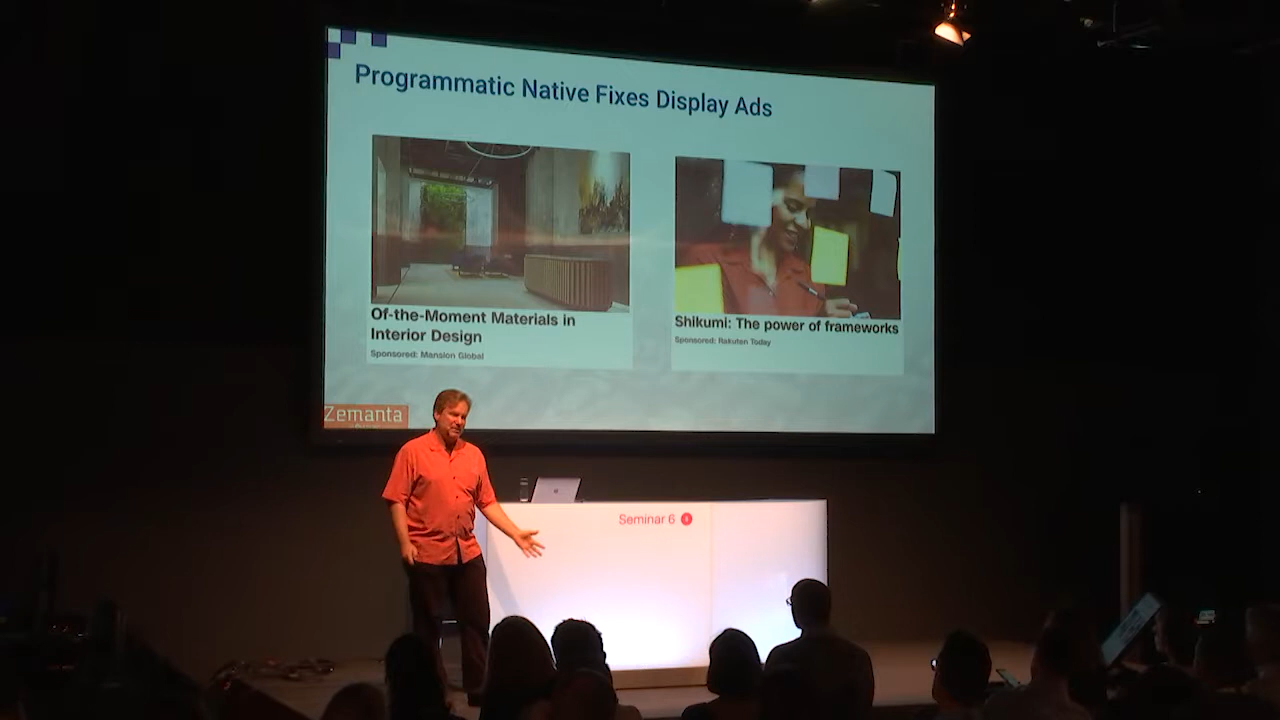 Programmatic Native Fixes Display Ads
Of-the-Moment Materials in
Interior Design
Sponsored: Mansion Global
Shikumi: The power of frameworks
Sponsored: Rakuten Today
Zemanta
Seminar 6